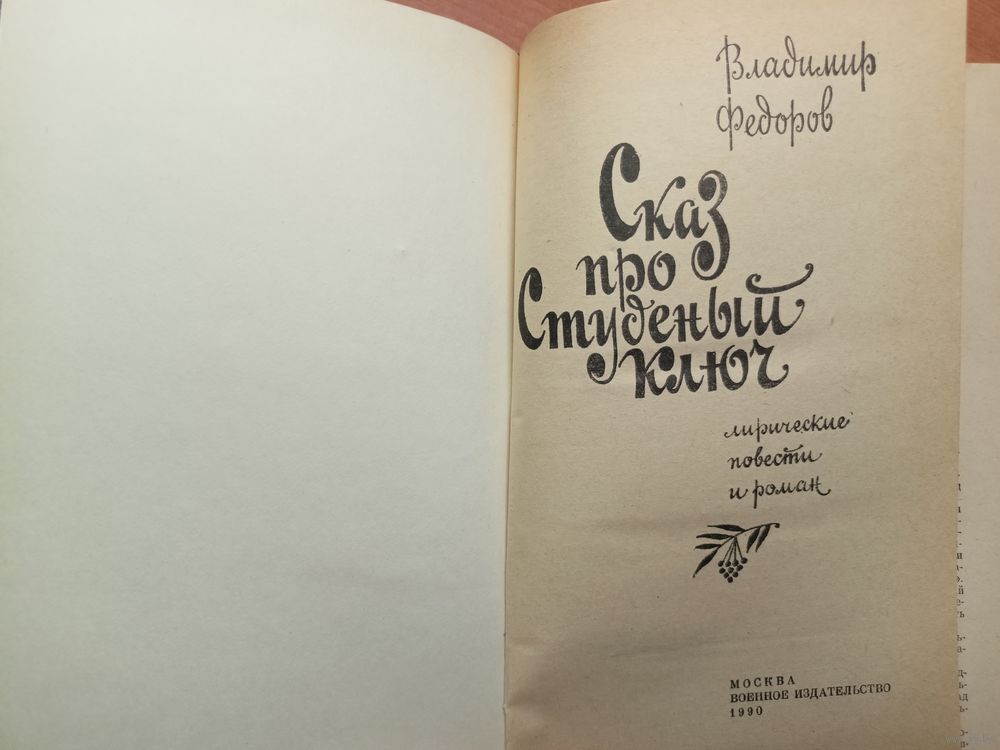 Владимир
Федоров
Сказ
про
Студеный
ключ
лирические
повести
и роман
МОСКВА
ВОЕННОЕ ИЗДАТЕЛЬСТВО
1990